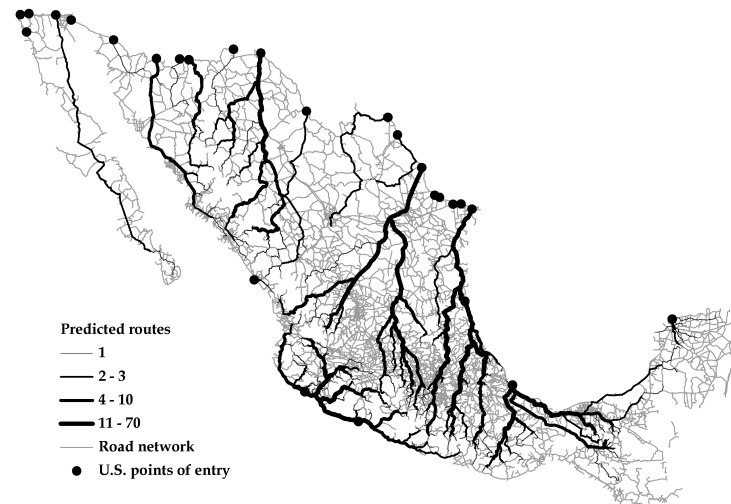 Predicted routes
1
2 - 3
4 - 10
11 - 70
Road network
U.S. points of entry